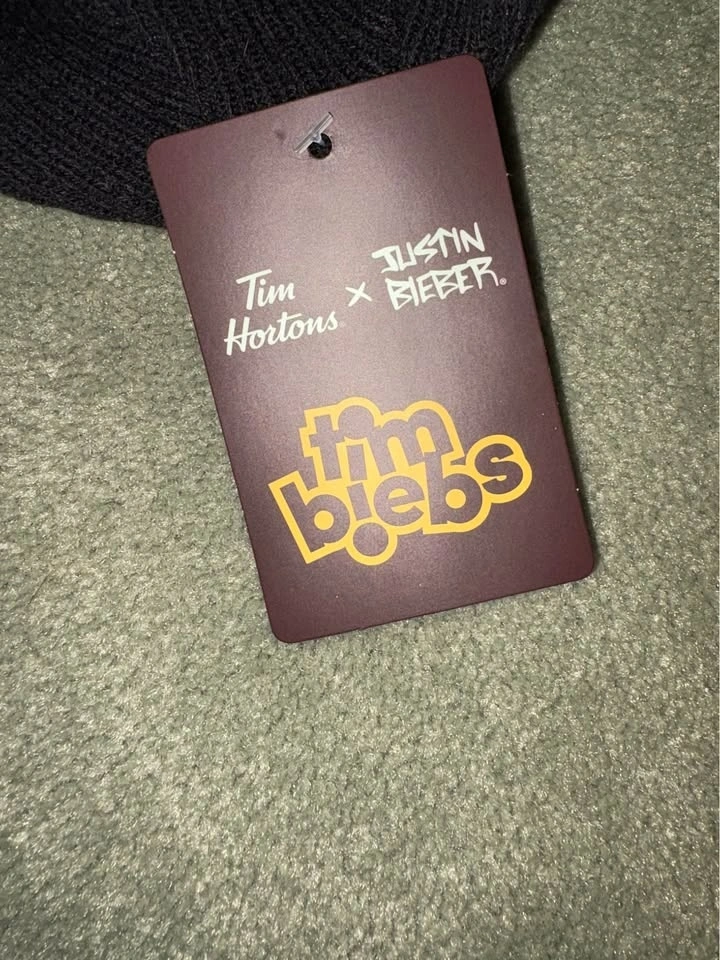 Tim
Hortons®
x
JUSTIN
BIEBER®
tim
biebs